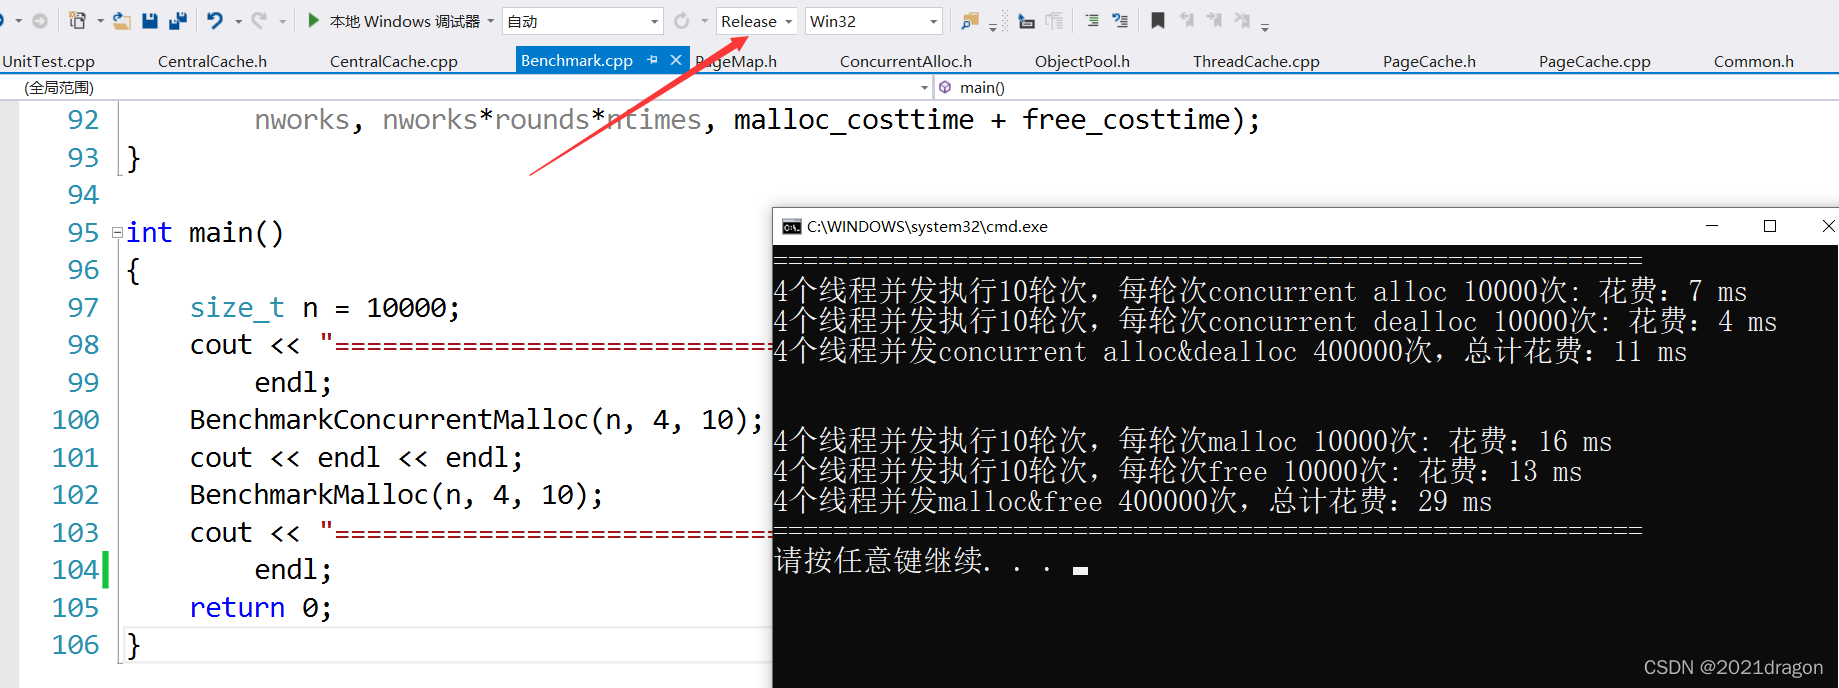 本地 Windows 调试器 自动 Release Win32
UnitTest.cpp CentralCache.h CentralCache.cpp Benchmark.cpp PageMap.h ConcurrentAlloc.h ObjectPool.h ThreadCache.cpp PageCache.h PageCache.cpp Common.h
(全局范围) main()
92 nworks, nworks*rounds*ntimes, malloc_costtime + free_costtime);
93 }
94
95 int main()
96 {
97 size_t n = 10000;
98 cout << "===========================
99 endl;
100 BenchmarkConcurrentMalloc(n, 4, 10);
101 cout << endl << endl;
102 BenchmarkMalloc(n, 4, 10);
103 cout << "===========================
104 endl;
105 return 0;
106 }
C:\WINDOWS\system32\cmd.exe
==========================================================
4个线程并发执行10轮次，每轮次concurrent alloc 10000次: 花费：7 ms
4个线程并发执行10轮次，每轮次concurrent dealloc 10000次: 花费：4 ms
4个线程并发concurrent alloc&dealloc 400000次，总计花费：11 ms
4个线程并发执行10轮次，每轮次malloc 10000次: 花费：16 ms
4个线程并发执行10轮次，每轮次free 10000次: 花费：13 ms
4个线程并发malloc&free 400000次，总计花费：29 ms
==========================================================
请按任意键继续. . .
CSDN @2021dragon